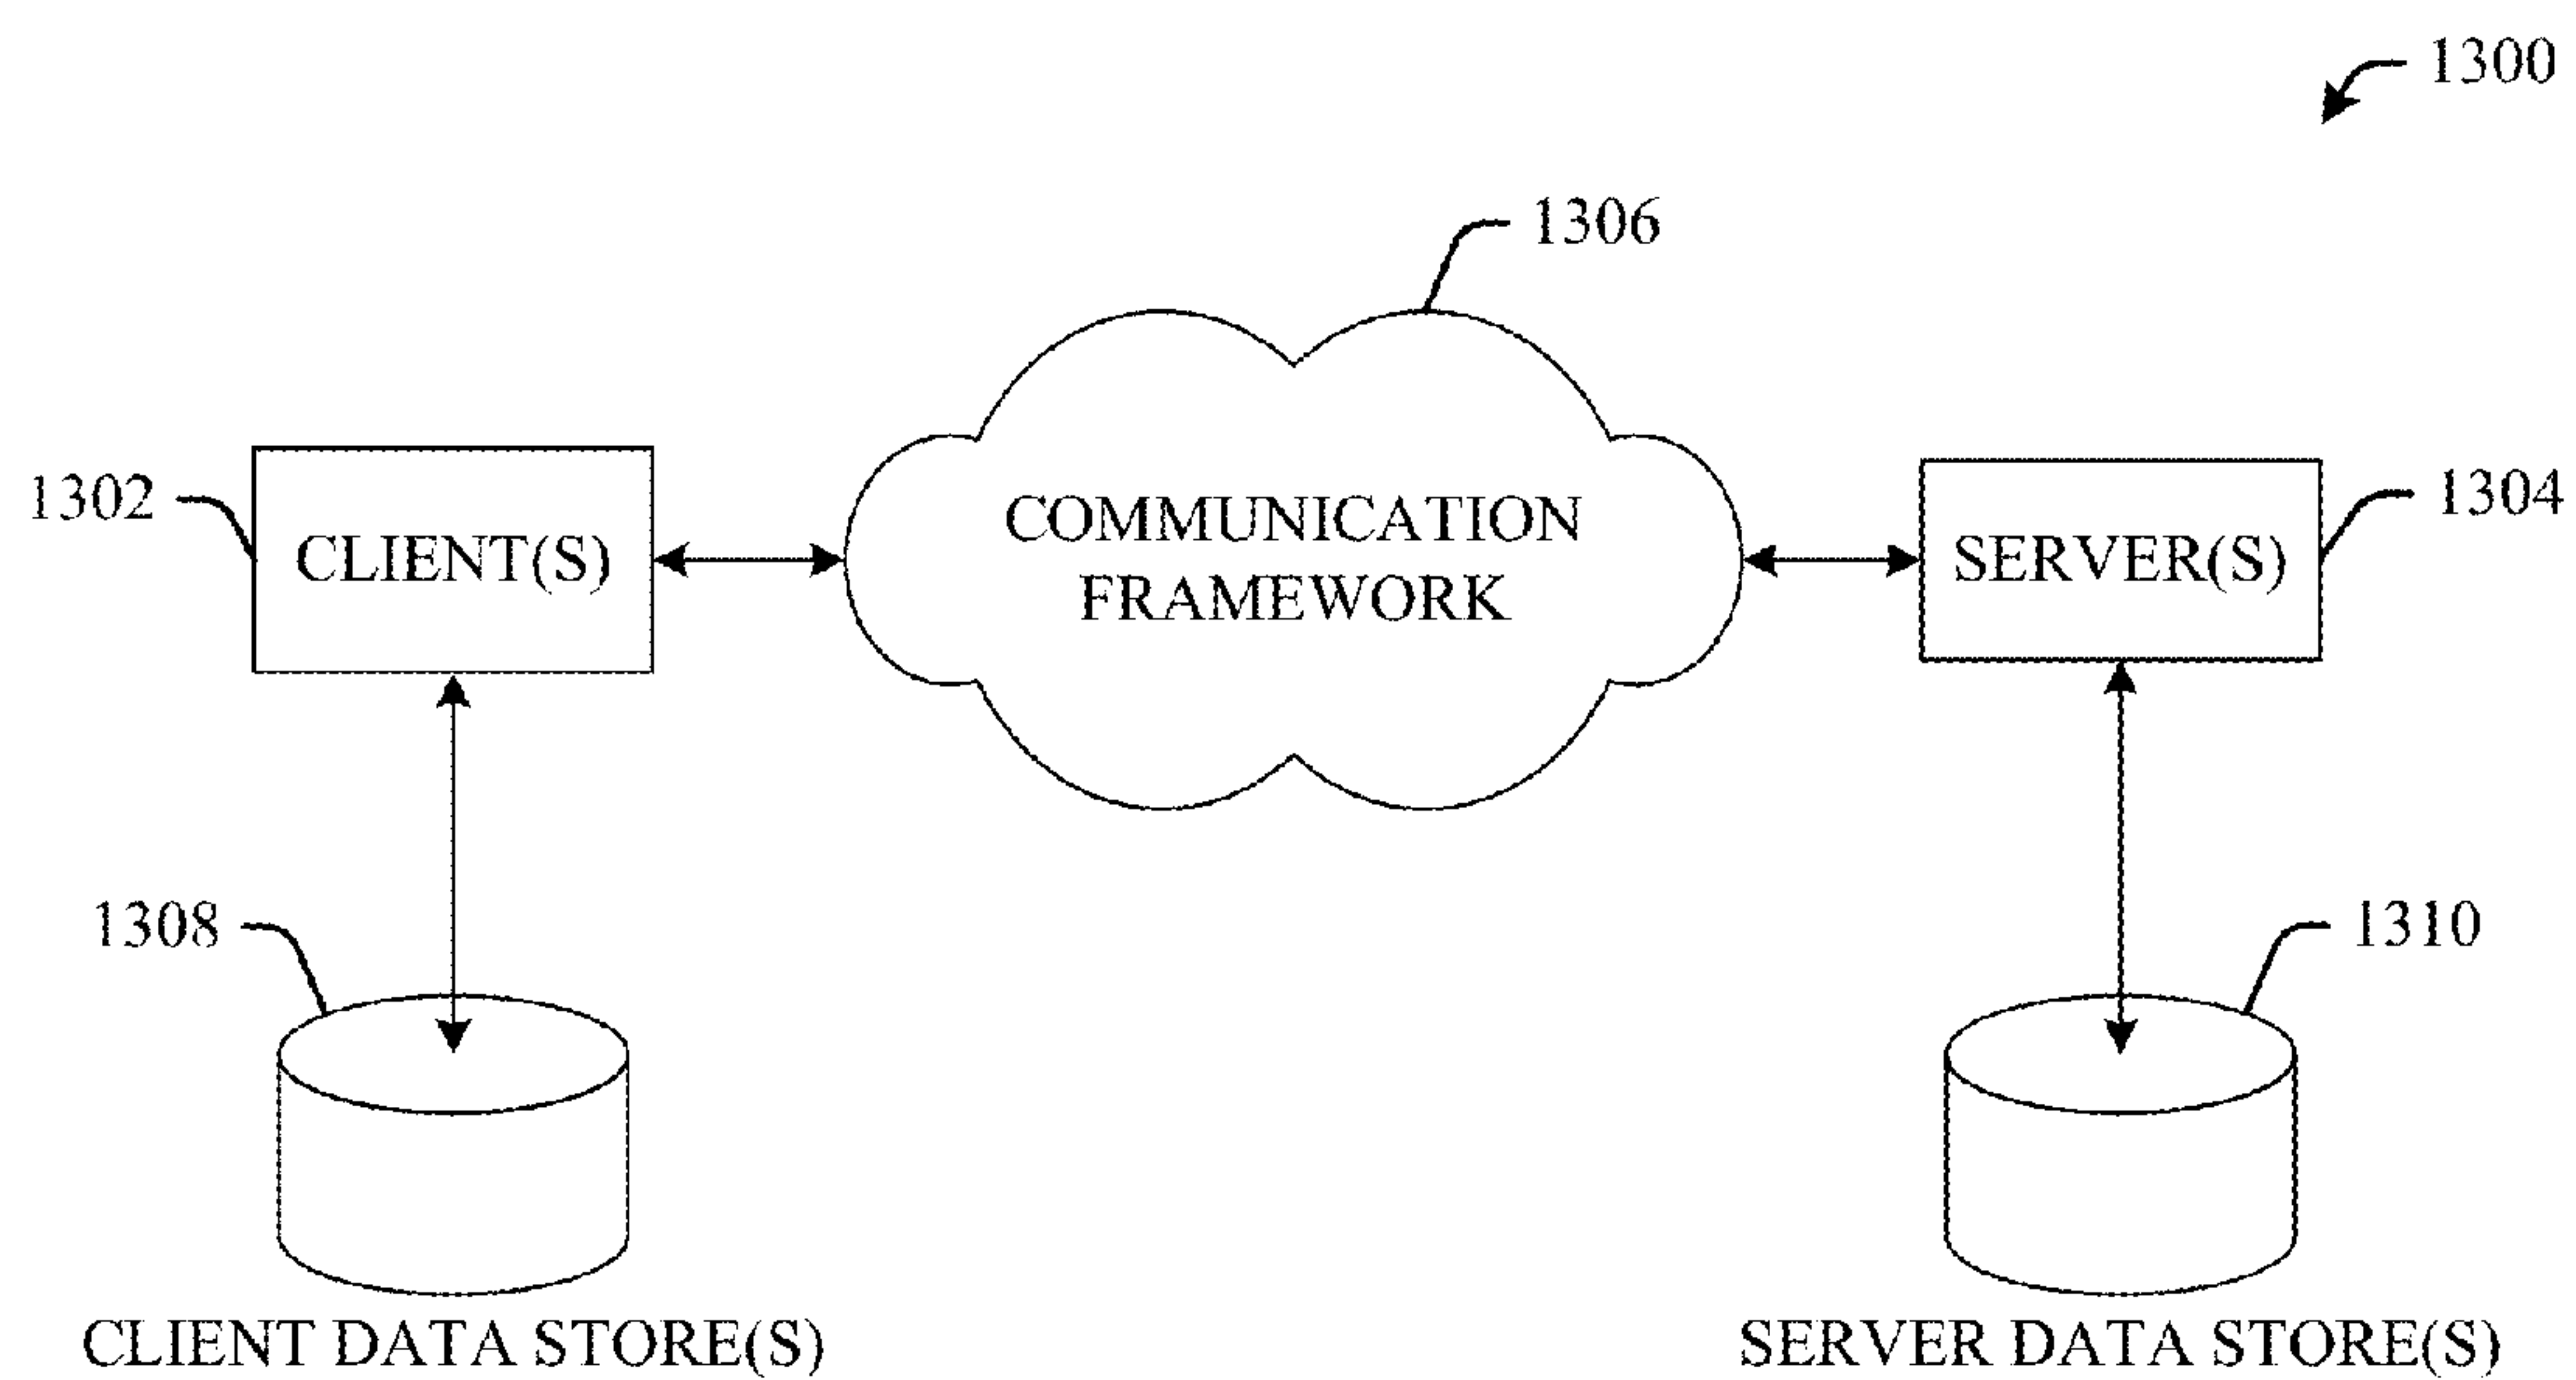 1300
1306
1302
CLIENT(S)
COMMUNICATION
FRAMEWORK
SERVER(S)
1304
1308
1310
CLIENT DATA STORE(S)
SERVER DATA STORE(S)